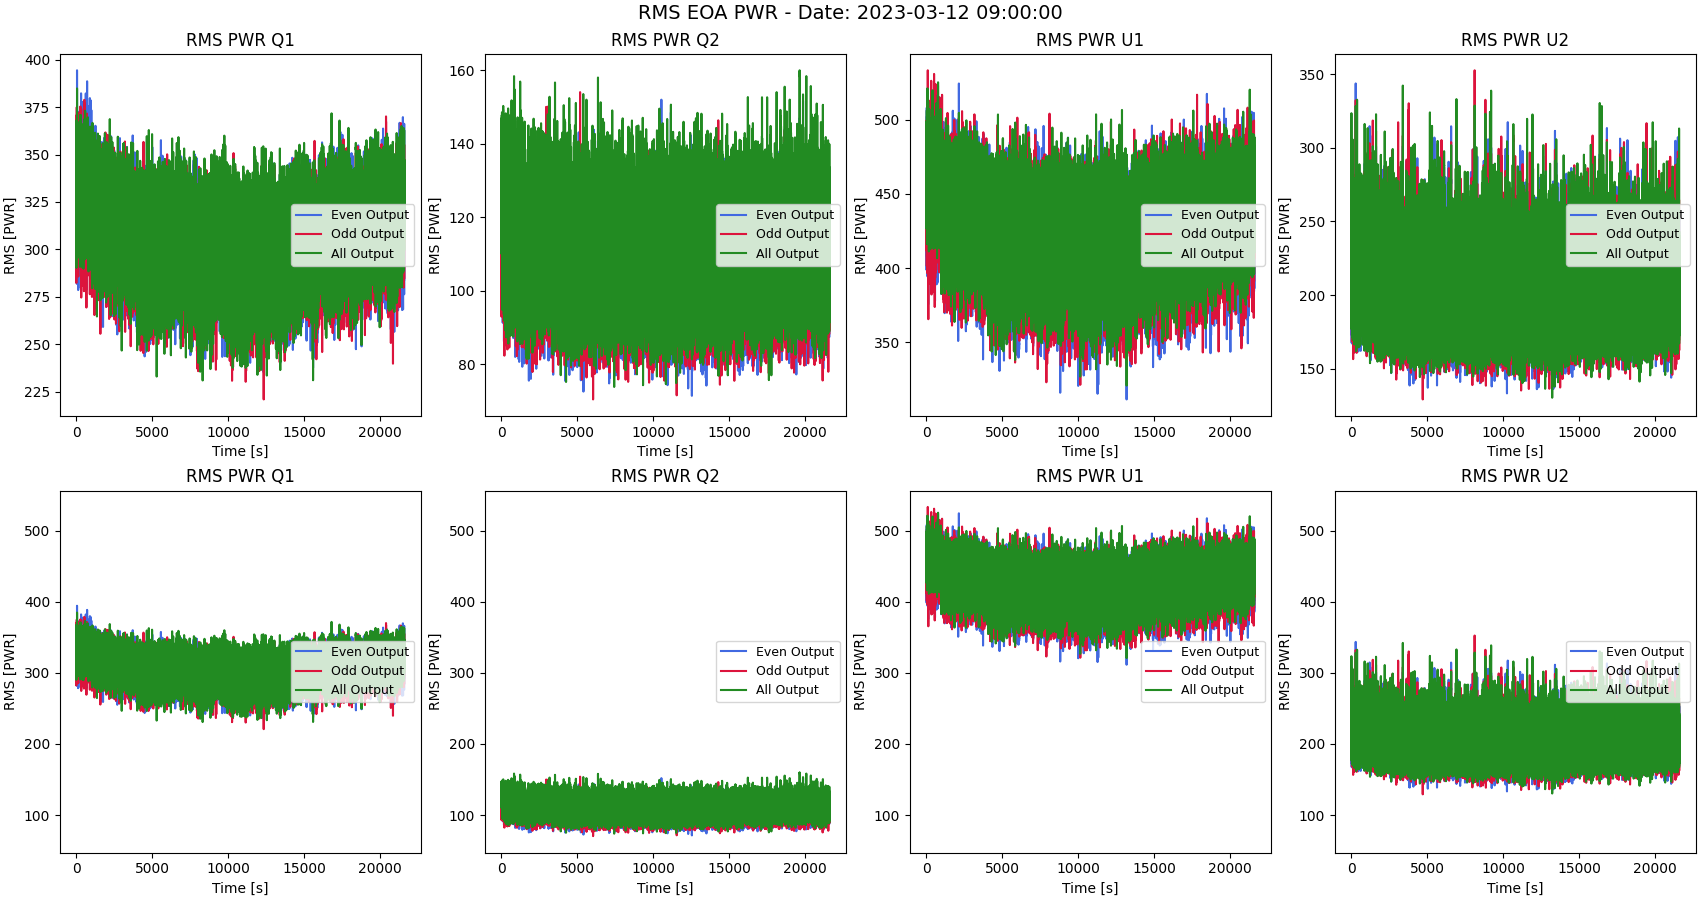 RMS EOA PWR - Date: 2023-03-12 09:00:00
RMS PWR Q1
RMS [PWR]
400
375
350
325
300
275
250
225
0 5000 10000 15000 20000
Time [s]
Even Output
Odd Output
All Output
RMS PWR Q2
RMS [PWR]
160
140
120
100
80
0 5000 10000 15000 20000
Time [s]
Even Output
Odd Output
All Output
RMS PWR U1
RMS [PWR]
500
450
400
350
0 5000 10000 15000 20000
Time [s]
Even Output
Odd Output
All Output
RMS PWR U2
RMS [PWR]
350
300
250
200
150
0 5000 10000 15000 20000
Time [s]
Even Output
Odd Output
All Output
RMS PWR Q1
RMS [PWR]
500
400
300
200
100
0 5000 10000 15000 20000
Time [s]
Even Output
Odd Output
All Output
RMS PWR Q2
RMS [PWR]
500
400
300
200
100
0 5000 10000 15000 20000
Time [s]
Even Output
Odd Output
All Output
RMS PWR U1
RMS [PWR]
500
400
300
200
100
0 5000 10000 15000 20000
Time [s]
Even Output
Odd Output
All Output
RMS PWR U2
RMS [PWR]
500
400
300
200
100
0 5000 10000 15000 20000
Time [s]
Even Output
Odd Output
All Output